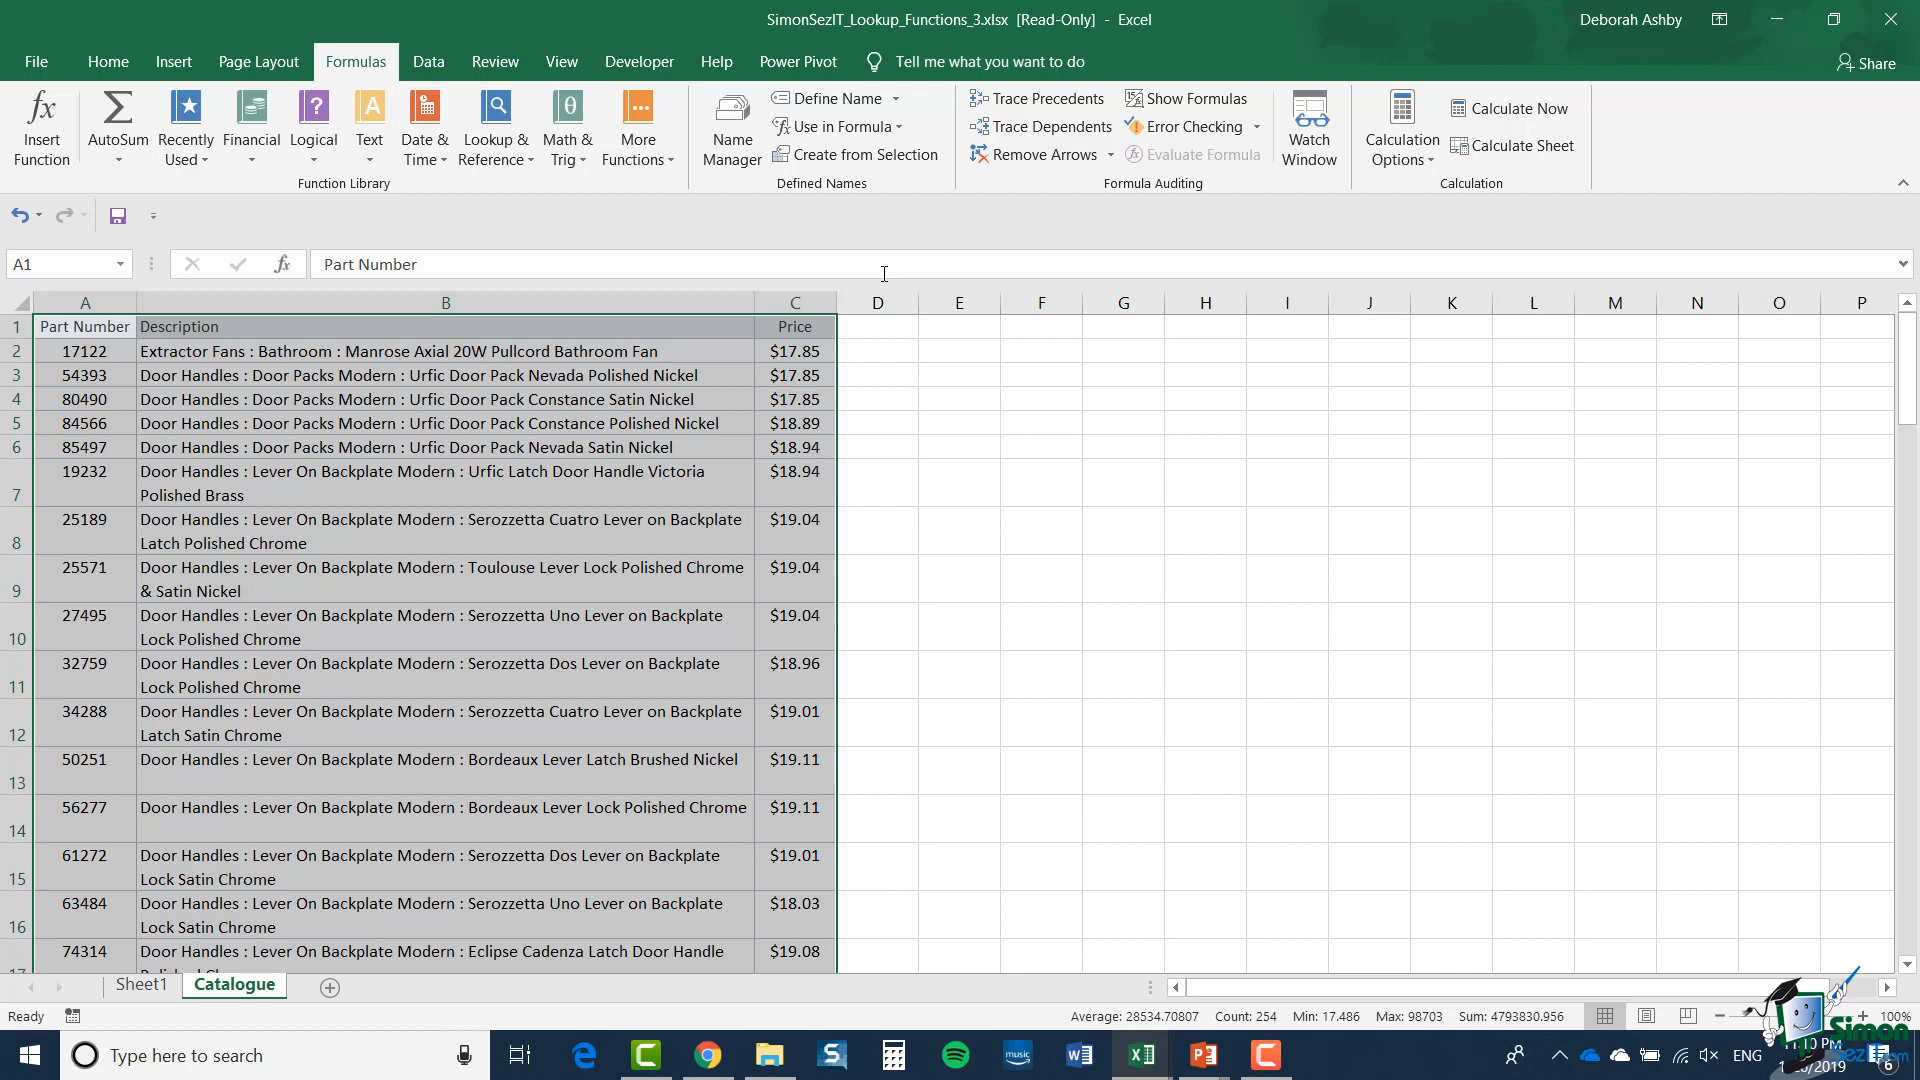 SimonSezIT_Lookup_Functions_3.xlsx [Read-Only] - Excel
Deborah Ashby
File Home Insert Page Layout Formulas Data Review View Developer Help Power Pivot Tell me what you want to do Share
fx Insert Function
AutoSum
Recently Used
Financial
Logical
Text
Date & Time
Lookup & Reference
Math & Trig
More Functions
Function Library
Name Manager
Define Name
Use in Formula
Create from Selection
Defined Names
Trace Precedents
Trace Dependents
Remove Arrows
Show Formulas
Error Checking
Evaluate Formula
Formula Auditing
Watch Window
Calculation Options
Calculate Now
Calculate Sheet
Calculation
A1 fx Part Number
A B C D E F G H I J K L M N O P
1 Part Number Description Price
2 17122 Extractor Fans : Bathroom : Manrose Axial 20W Pullcord Bathroom Fan $17.85
3 54393 Door Handles : Door Packs Modern : Urfic Door Pack Nevada Polished Nickel $17.85
4 80490 Door Handles : Door Packs Modern : Urfic Door Pack Constance Satin Nickel $17.85
5 84566 Door Handles : Door Packs Modern : Urfic Door Pack Constance Polished Nickel $18.89
6 85497 Door Handles : Door Packs Modern : Urfic Door Pack Nevada Satin Nickel $18.94
19232 Door Handles : Lever On Backplate Modern : Urfic Latch Door Handle Victoria $18.94
7 Polished Brass
25189 Door Handles : Lever On Backplate Modern : Serozzetta Cuatro Lever on Backplate $19.04
8 Latch Polished Chrome
25571 Door Handles : Lever On Backplate Modern : Toulouse Lever Lock Polished Chrome $19.04
9 & Satin Nickel
27495 Door Handles : Lever On Backplate Modern : Serozzetta Uno Lever on Backplate $19.04
10 Lock Polished Chrome
32759 Door Handles : Lever On Backplate Modern : Serozzetta Dos Lever on Backplate $18.96
11 Lock Polished Chrome
34288 Door Handles : Lever On Backplate Modern : Serozzetta Cuatro Lever on Backplate $19.01
12 Latch Satin Chrome
50251 Door Handles : Lever On Backplate Modern : Bordeaux Lever Latch Brushed Nickel $19.11
13
56277 Door Handles : Lever On Backplate Modern : Bordeaux Lever Lock Polished Chrome $19.11
14
61272 Door Handles : Lever On Backplate Modern : Serozzetta Dos Lever on Backplate $19.01
15 Lock Satin Chrome
63484 Door Handles : Lever On Backplate Modern : Serozzetta Uno Lever on Backplate $18.03
16 Lock Satin Chrome
74314 Door Handles : Lever On Backplate Modern : Eclipse Cadenza Latch Door Handle $19.08
Sheet1 Catalogue
Ready Average: 28534.70807 Count: 254 Min: 17.486 Max: 98703 Sum: 4793830.956 100%
Type here to search
music
ENG
6
Simon